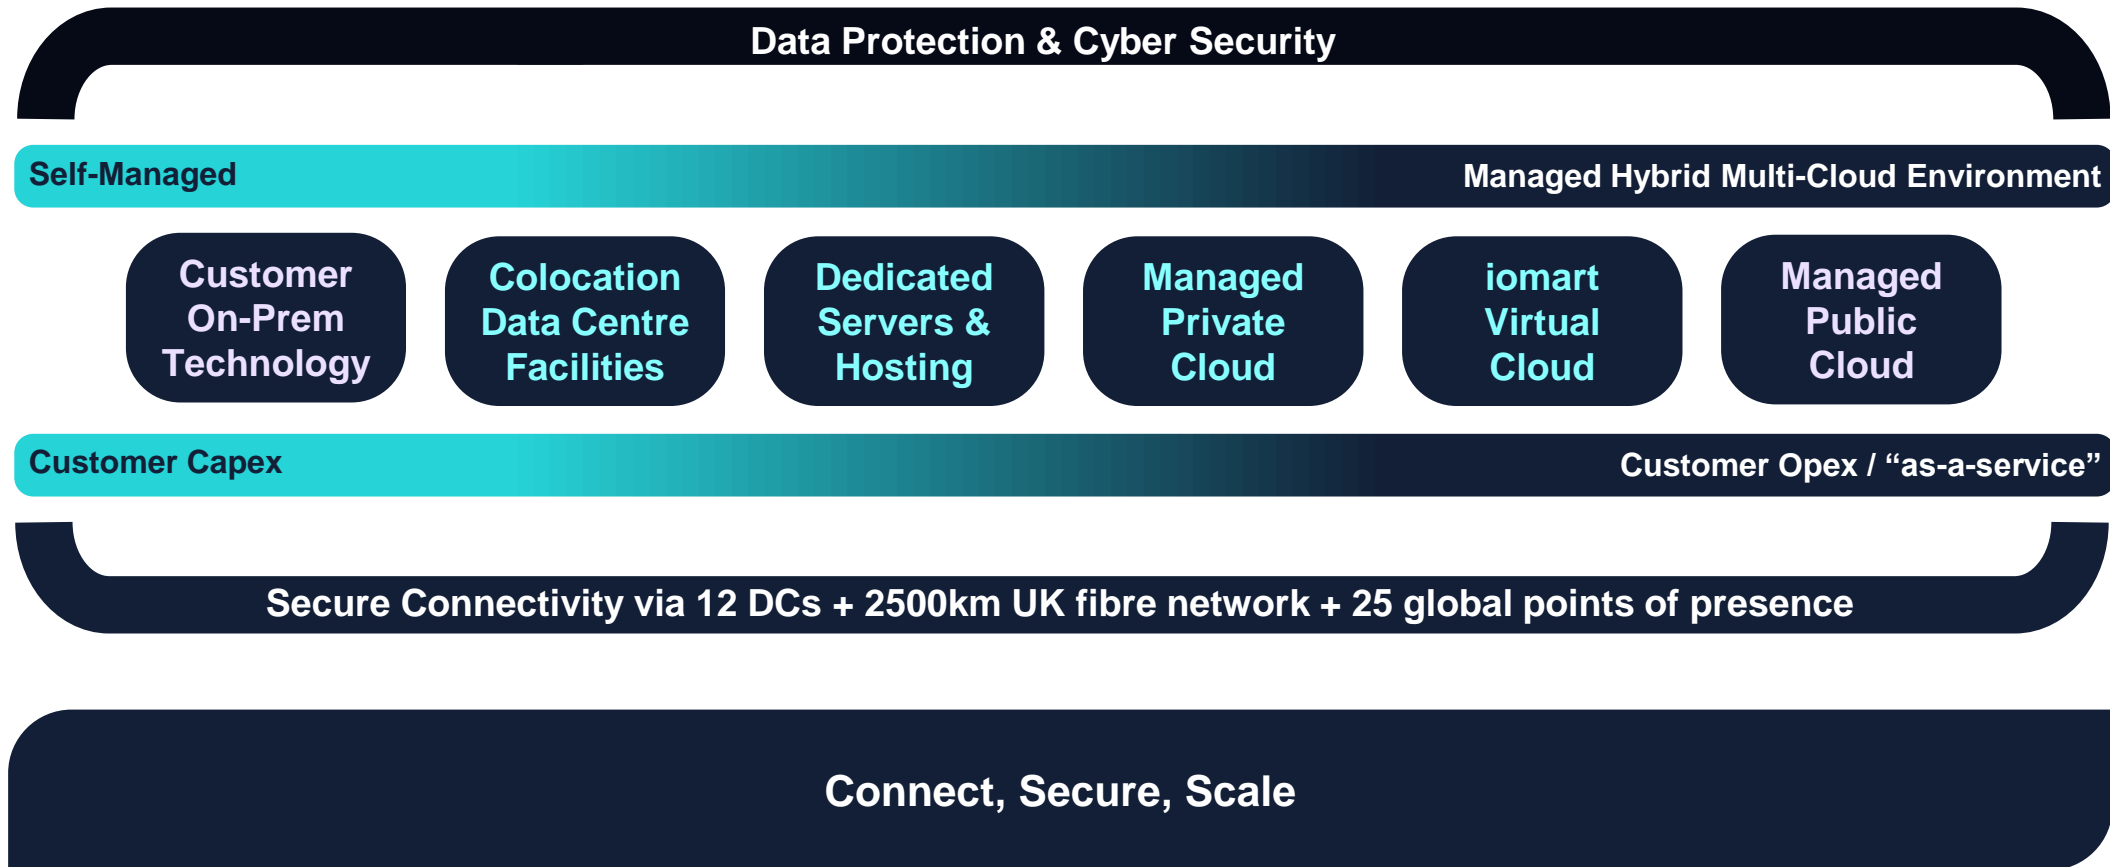 Data Protection & Cyber Security
Self-Managed
Managed Hybrid Multi-Cloud Environment
Customer
On-Prem
Technology
Colocation
Data Centre
Facilities
Dedicated
Servers &
Hosting
Managed
Private
Cloud
iomart
Virtual
Cloud
Managed
Public
Cloud
Customer Capex
Customer Opex / “as-a-service”
Secure Connectivity via 12 DCs + 2500km UK fibre network + 25 global points of presence
Connect, Secure, Scale